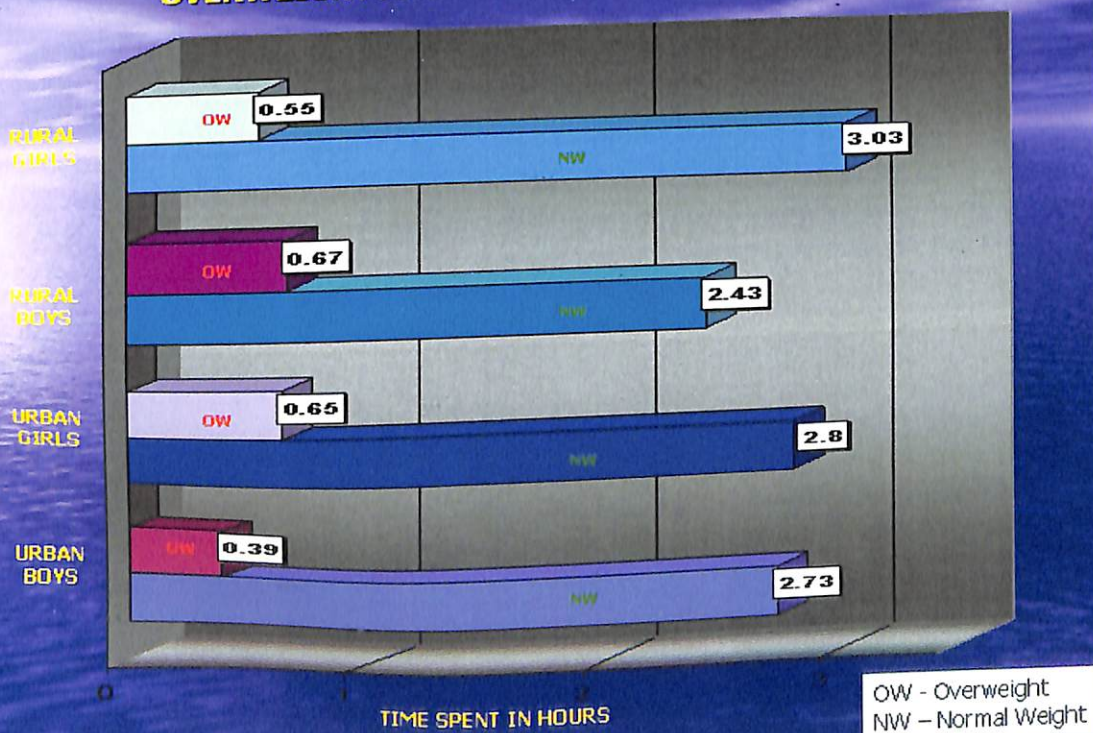 OW
0.55
RURAL
GIRLS
NW
3.03
OW
0.67
RURAL
BOYS
NW
2.43
OW
0.65
URBAN
GIRLS
NW
2.8
OW
0.39
URBAN
BOYS
NW
2.73
0 1 2 3
TIME SPENT IN HOURS
OW - Overweight
NW – Normal Weight